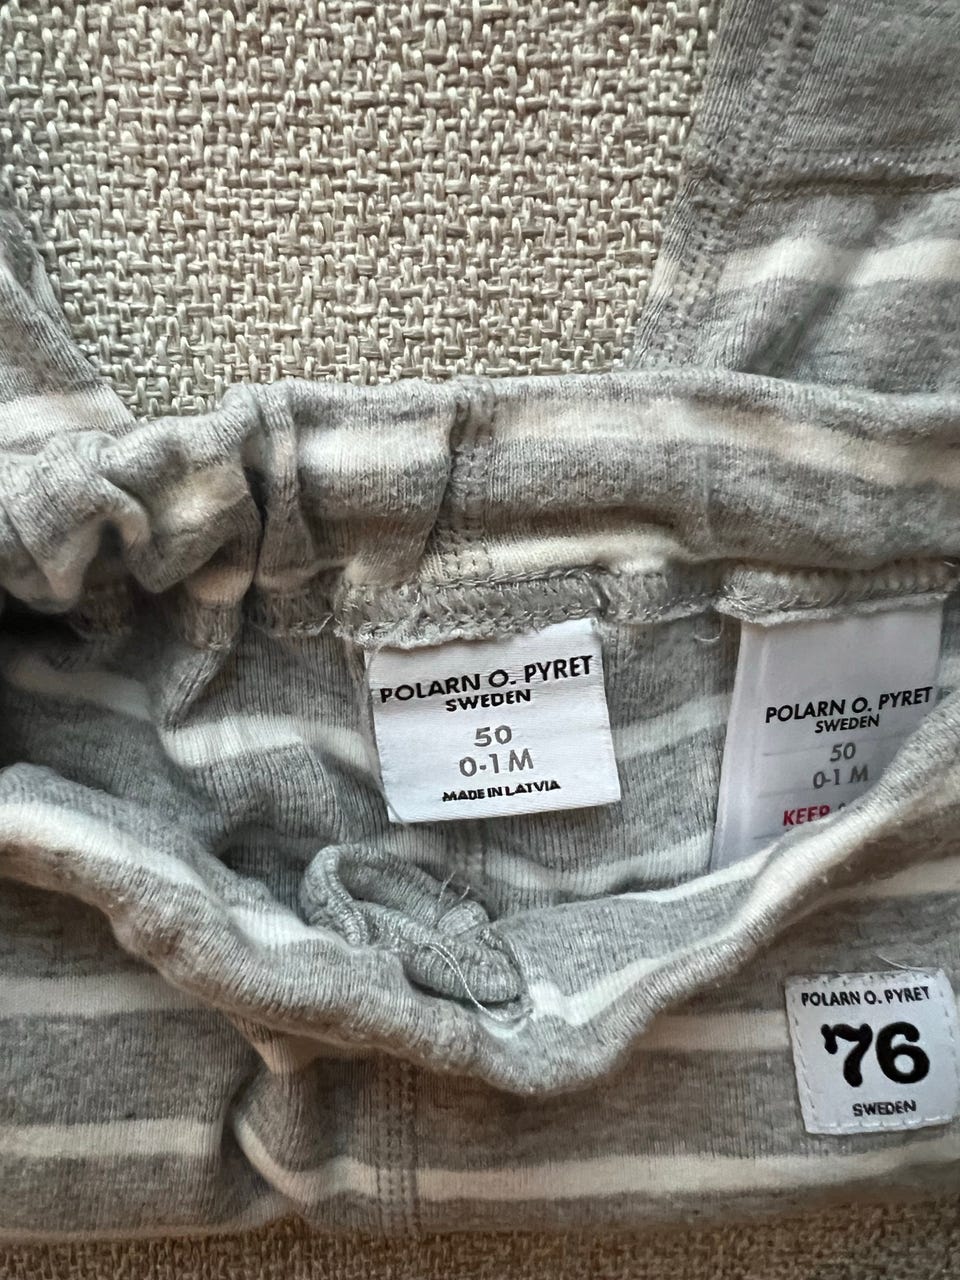 POLARN O. PYRET
SWEDEN
50
0-1 M
MADE IN LATVIA
POLARN O. PYRET
SWEDEN
50
0-1 M
KEEP
POLARN O. PYRET
76
SWEDEN